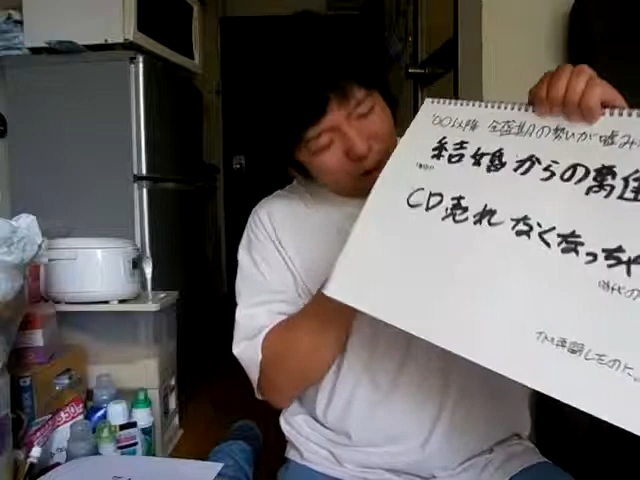 '00以降 全盛期の勢いが嘘み
結婚からの萬
CD売れなくなっちゃ
時代の
TM再開したのに。